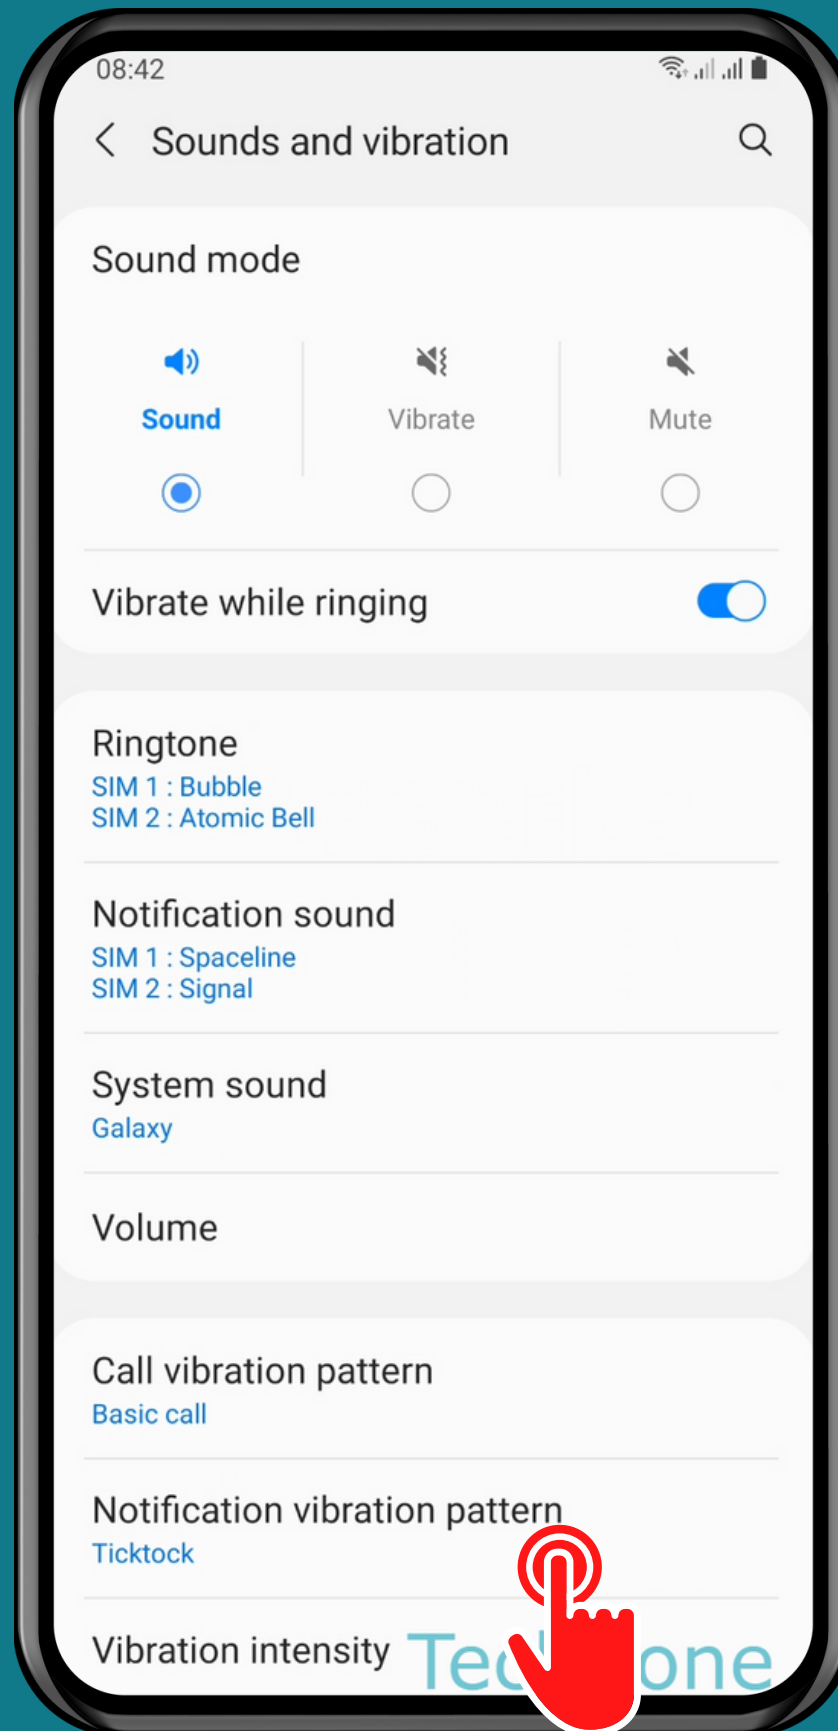 08:42
Sounds and vibration
Sound mode
Sound Vibrate Mute
Vibrate while ringing
Ringtone
SIM 1 : Bubble
SIM 2 : Atomic Bell
Notification sound
SIM 1 : Spaceline
SIM 2 : Signal
System sound
Galaxy
Volume
Call vibration pattern
Basic call
Notification vibration pattern
Ticktock
Vibration intensity